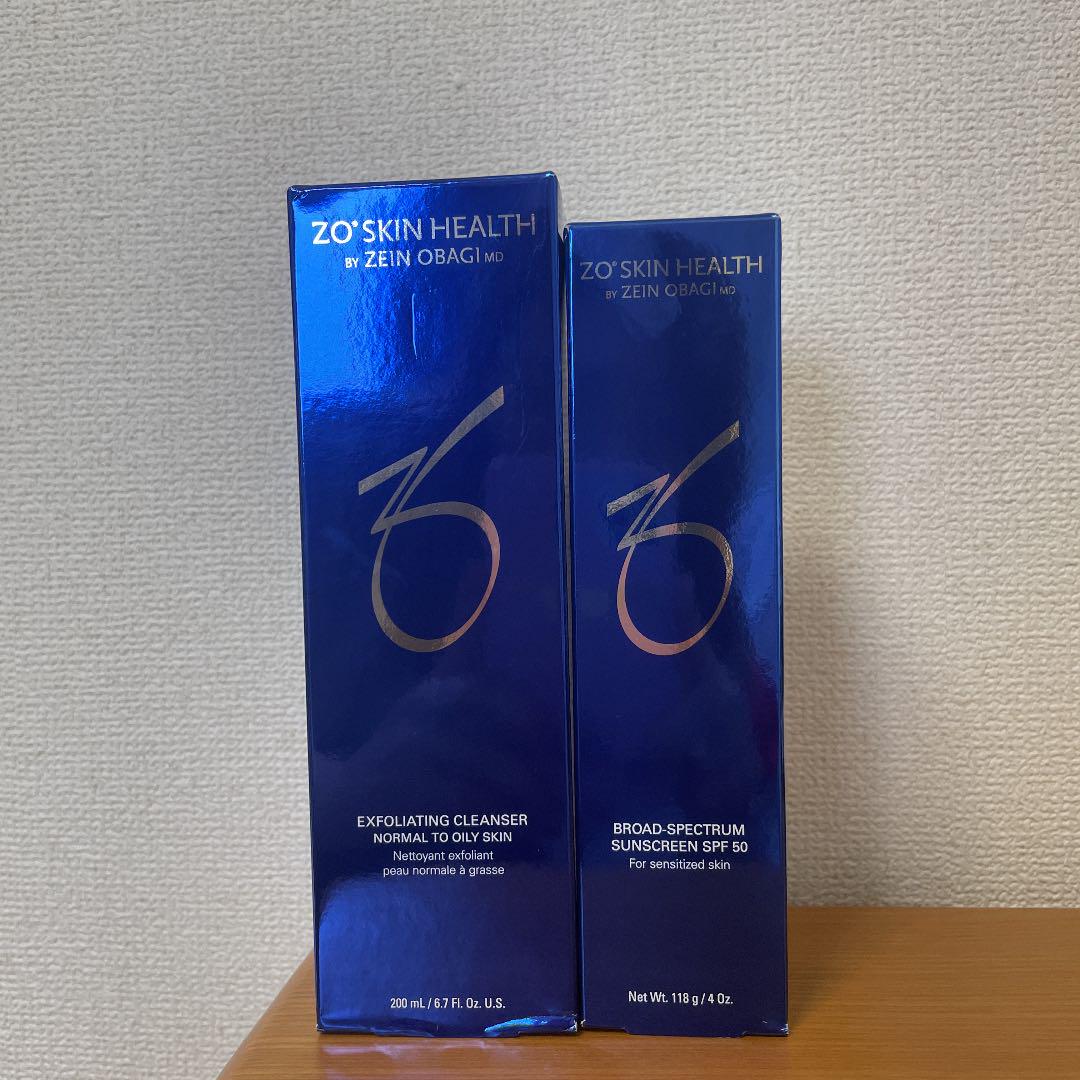 ZO® SKIN HEALTH
BY ZEIN OBAGI MD
EXFOLIATING CLEANSER
NORMAL TO OILY SKIN
Nettoyant exfoliant
peau normale à grasse
200 mL / 6.7 Fl. Oz. U.S.
ZO® SKIN HEALTH
BY ZEIN OBAGI MD
BROAD-SPECTRUM
SUNSCREEN SPF 50
For sensitized skin
Net Wt. 118 g / 4 Oz.